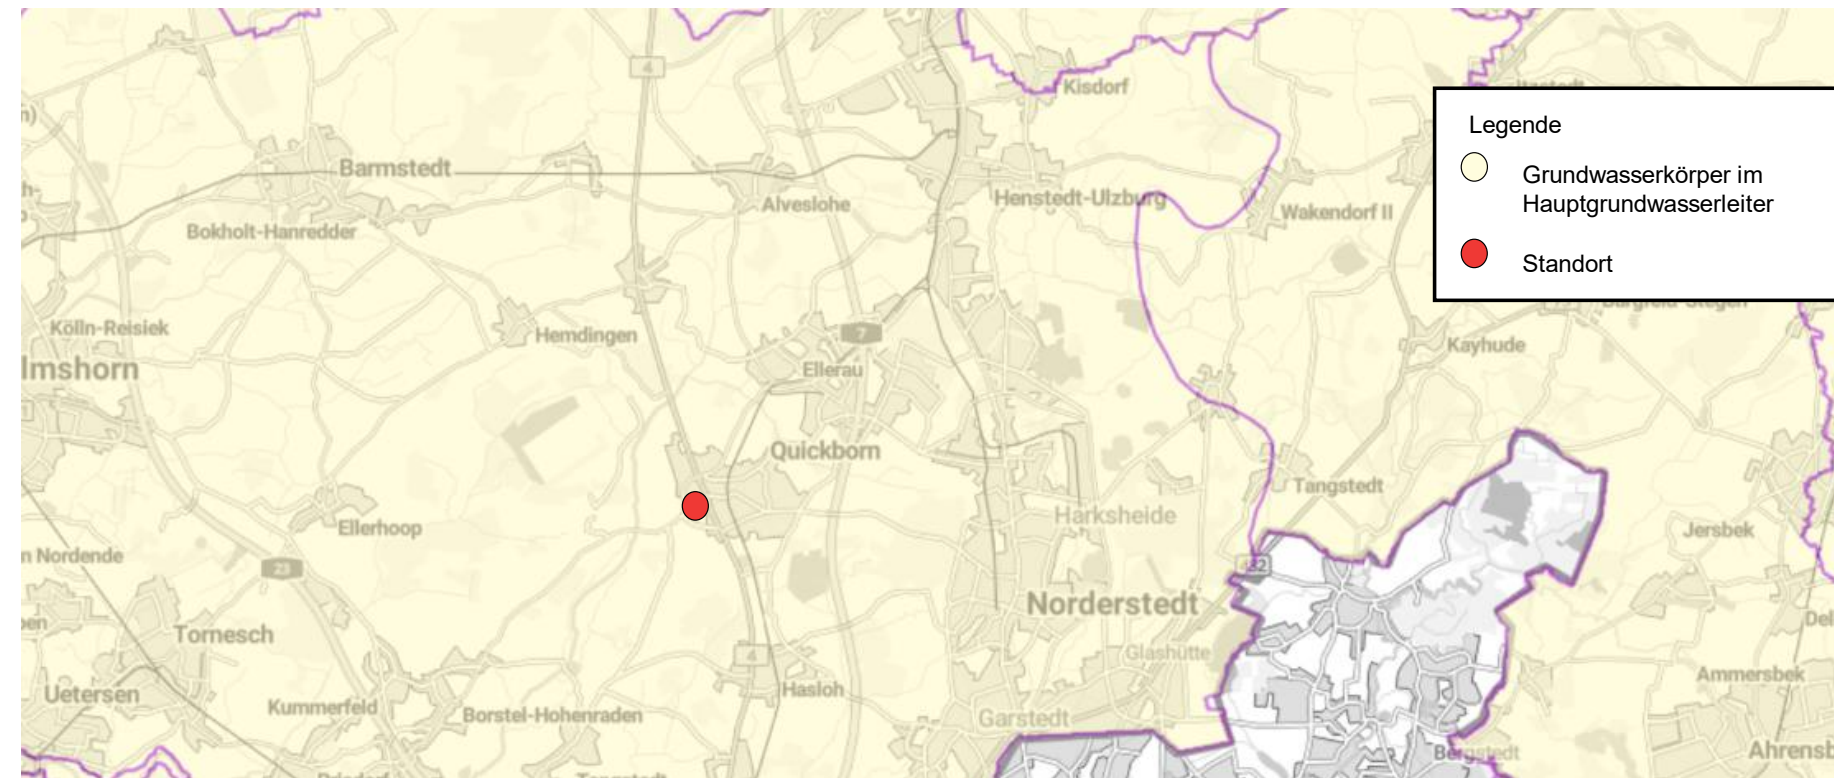 4
Kisdorf
Legende
Grundwasserkörper im
Hauptgrundwasserleiter
Standort
Barmstedt
Alveslohe
Henstedt-Ulzburg
Wakendorf II
Bokholt-Hanredder
Kölln-Reisiek
Hemdingen
7
Kayhude
lmshorn
Ellerau
Quickborn
Tangstedt
Harksheide
Ellerhoop
Jersbek
n Nordende
23
Norderstedt
Tornesch
Glashütte
4
Ammersbek
Uetersen
Hasloh
Kummerfeld
Borstel-Hohenraden
Garstedt
Bergstedt
Ahrensb